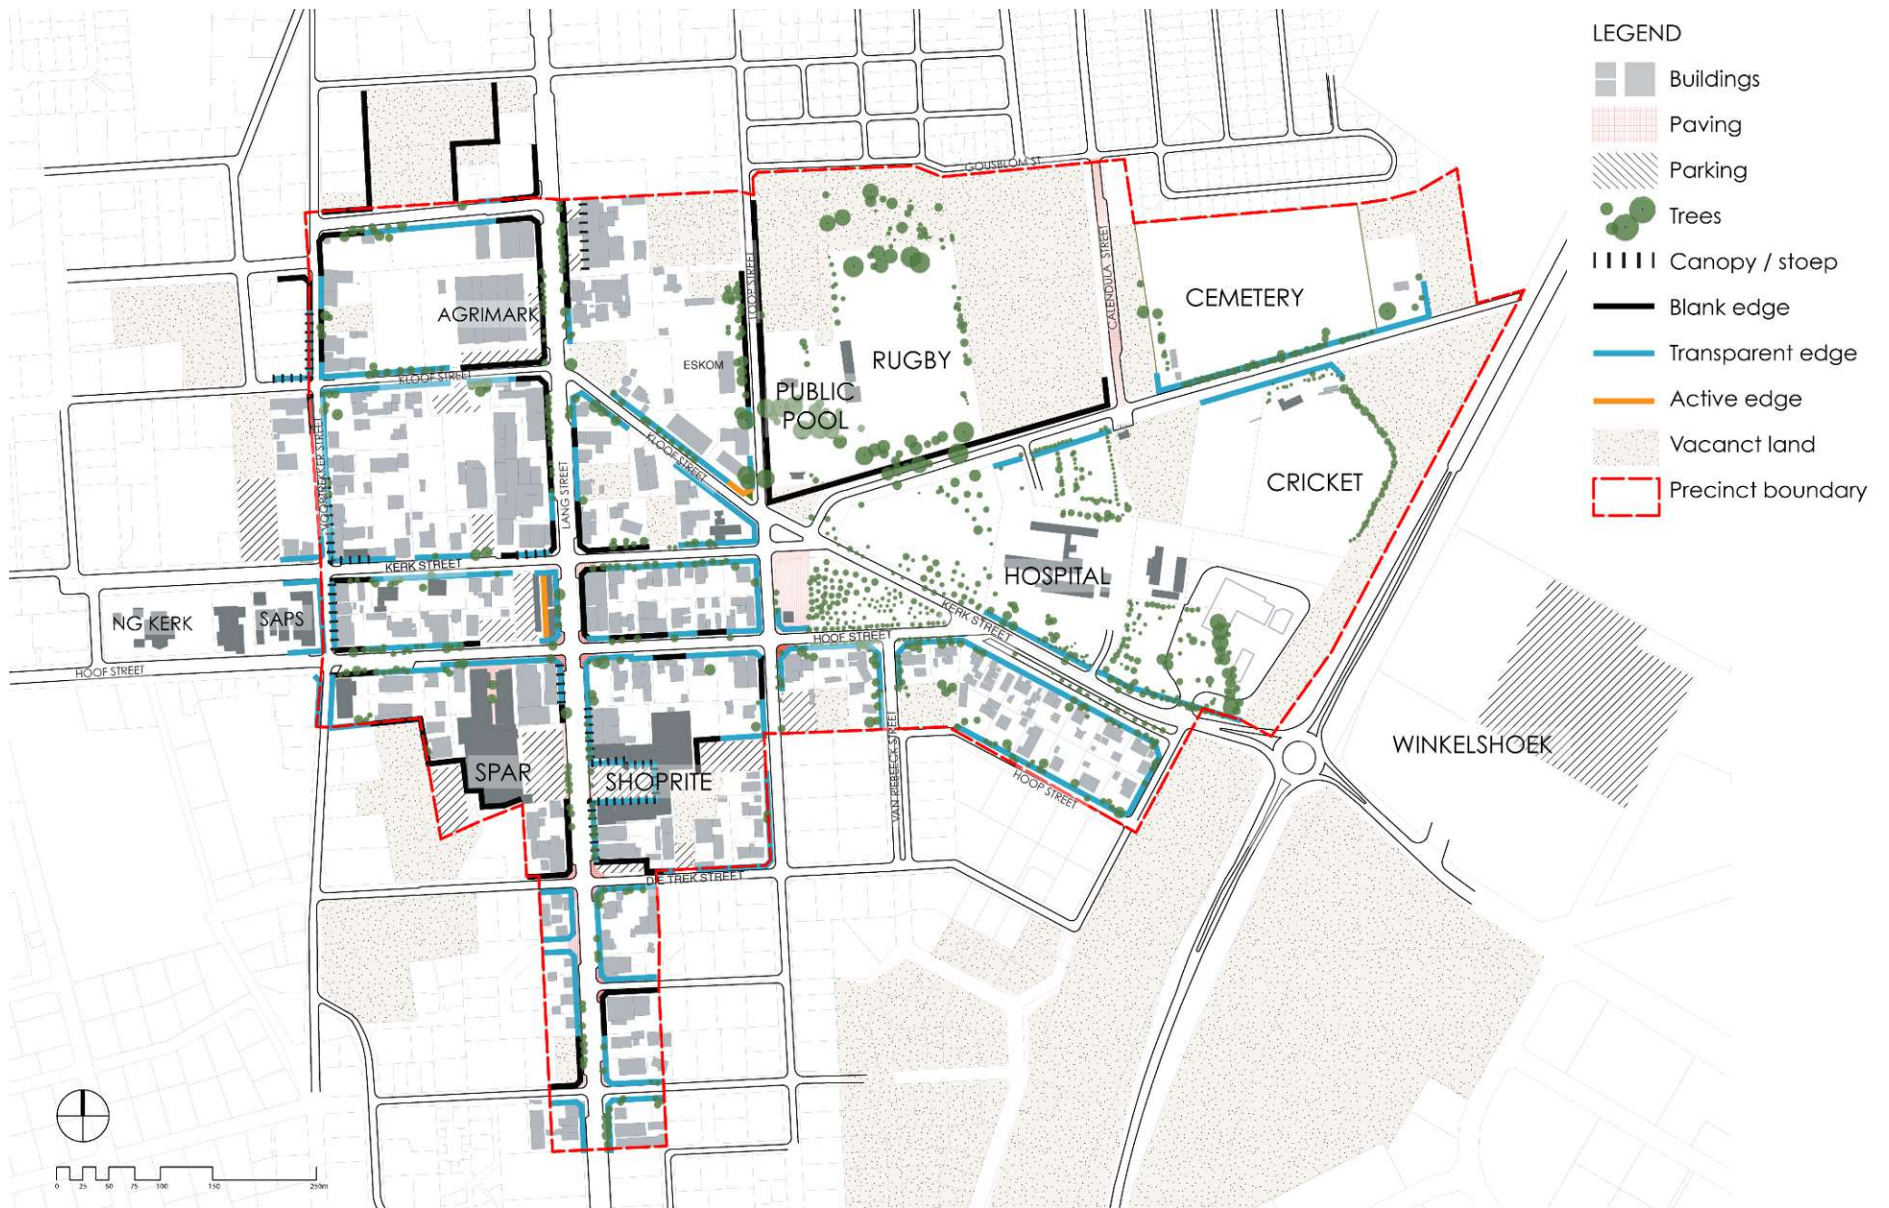 LEGEND
Buildings
Paving
Parking
Trees
Canopy / stoep
Blank edge
Transparent edge
Active edge
Vacanct land
Precinct boundary
GOUSBLOM ST.
LOOP STREET
CALENDULA STREET
CEMETERY
AGRIMARK
ESKOM
RUGBY
PUBLIC
POOL
KLOOF STREET
KLOOF STREET
VOORTREKKER STREET
LANG STREET
CRICKET
KERK STREET
HOSPITAL
NG KERK
SAPS
KERK STREET
HOOF STREET
HOOF STREET
SPAR
SHOPRITE
VAN RIEBEECK STREET
HOOP STREET
WINKELSHOEK
DIE TREK STREET
0 25 50 75 100 150 250m